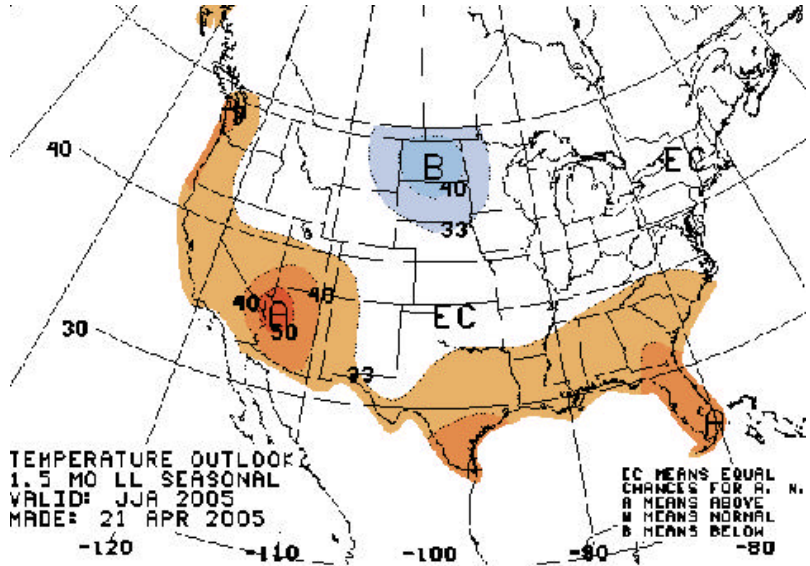 A
40
B
EC
40
33
40 40
A
50
EC
30
33
A
A
TEMPERATURE OUTLOOK
1.5 MO LL SEASONAL
VALID: JJA 2005
MADE: 21 APR 2005
EC MEANS EQUAL
CHANCES FOR A, N,
A MEANS ABOVE
N MEANS NORMAL
B MEANS BELOW
-120 -110 -100 -90 -80